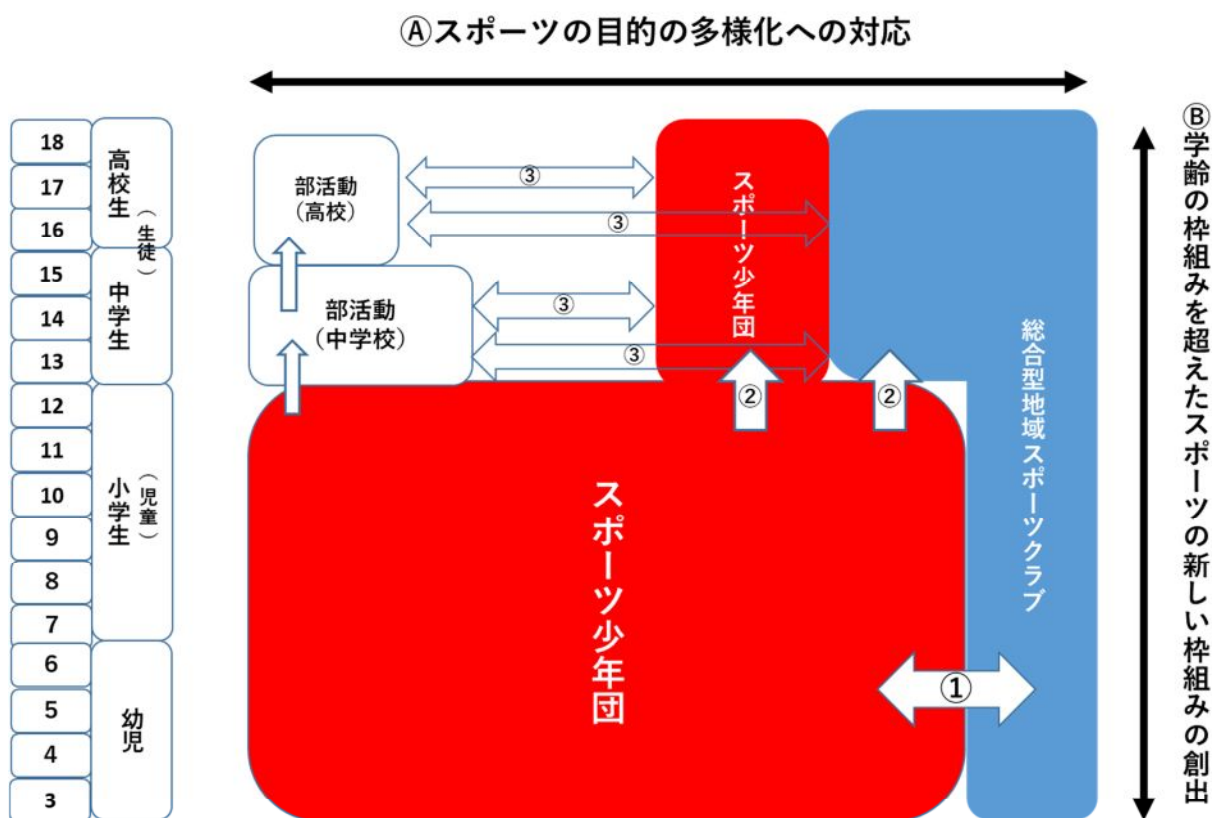 Ⓐスポーツの目的の多様化への対応
Ⓑ学齢の枠組みを超えたスポーツの新しい枠組みの創出
18
17
16
15
14
13
12
11
10
9
8
7
6
5
4
3
高校生
（生徒）
中学生
小学生
（児童）
幼児
部活動
（高校）
部活動
（中学校）
③
③
③
③
スポーツ少年団
総合型地域スポーツクラブ
②
②
スポーツ少年団
①